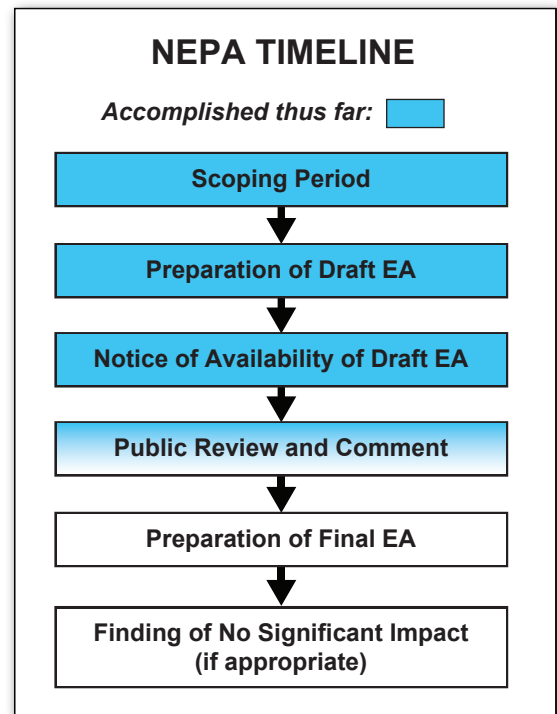 NEPA TIMELINE
Accomplished thus far:
Scoping Period
Preparation of Draft EA
Notice of Availability of Draft EA
Public Review and Comment
Preparation of Final EA
Finding of No Significant Impact
(if appropriate)